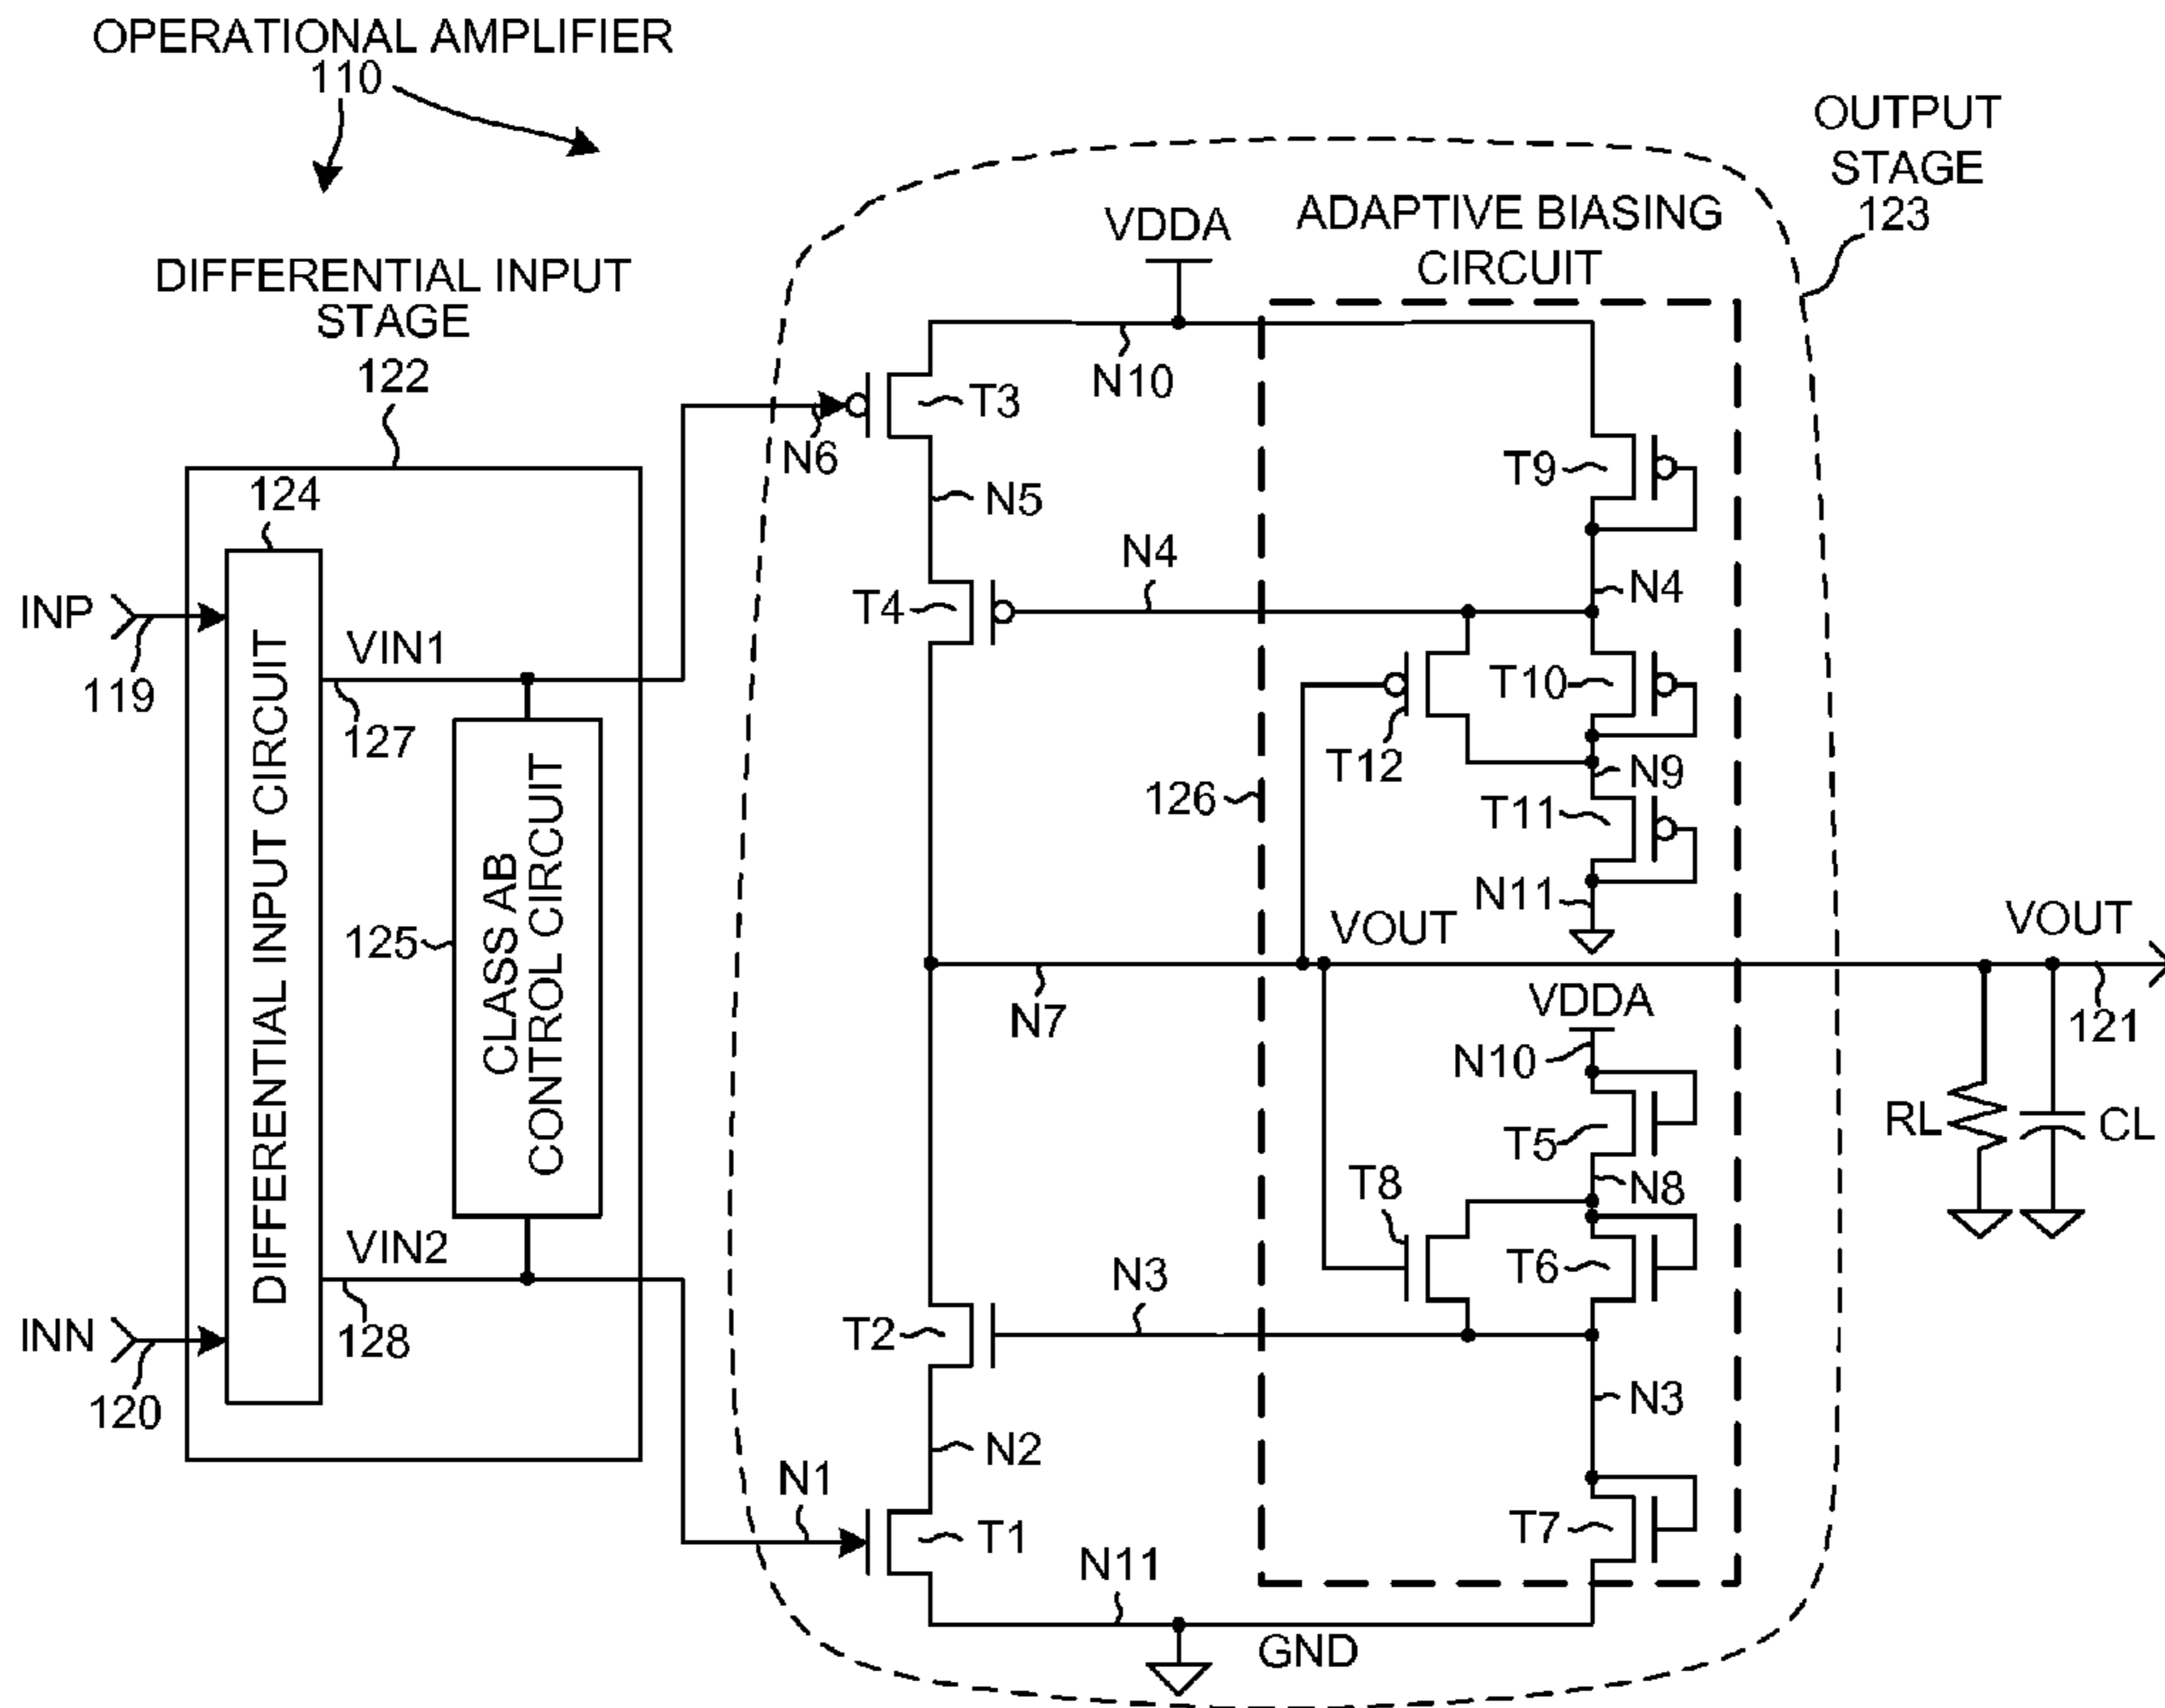 OPERATIONAL AMPLIFIER
110
OUTPUT
STAGE
123
DIFFERENTIAL INPUT
STAGE
122
ADAPTIVE BIASING
CIRCUIT
VDDA
N10
T3
N6
N5
T9
124
N4
N4
T4
INP
119
VIN1
127
T10
T12
N9
126
T11
N11
DIFFERENTIAL INPUT CIRCUIT
CLASS AB
CONTROL CIRCUIT
125
VOUT
VOUT
N7
121
VDDA
N10
RL
CL
T5
T8
N8
VIN2
128
T6
N3
INN
120
T2
N3
N2
N1
T1
T7
N11
GND